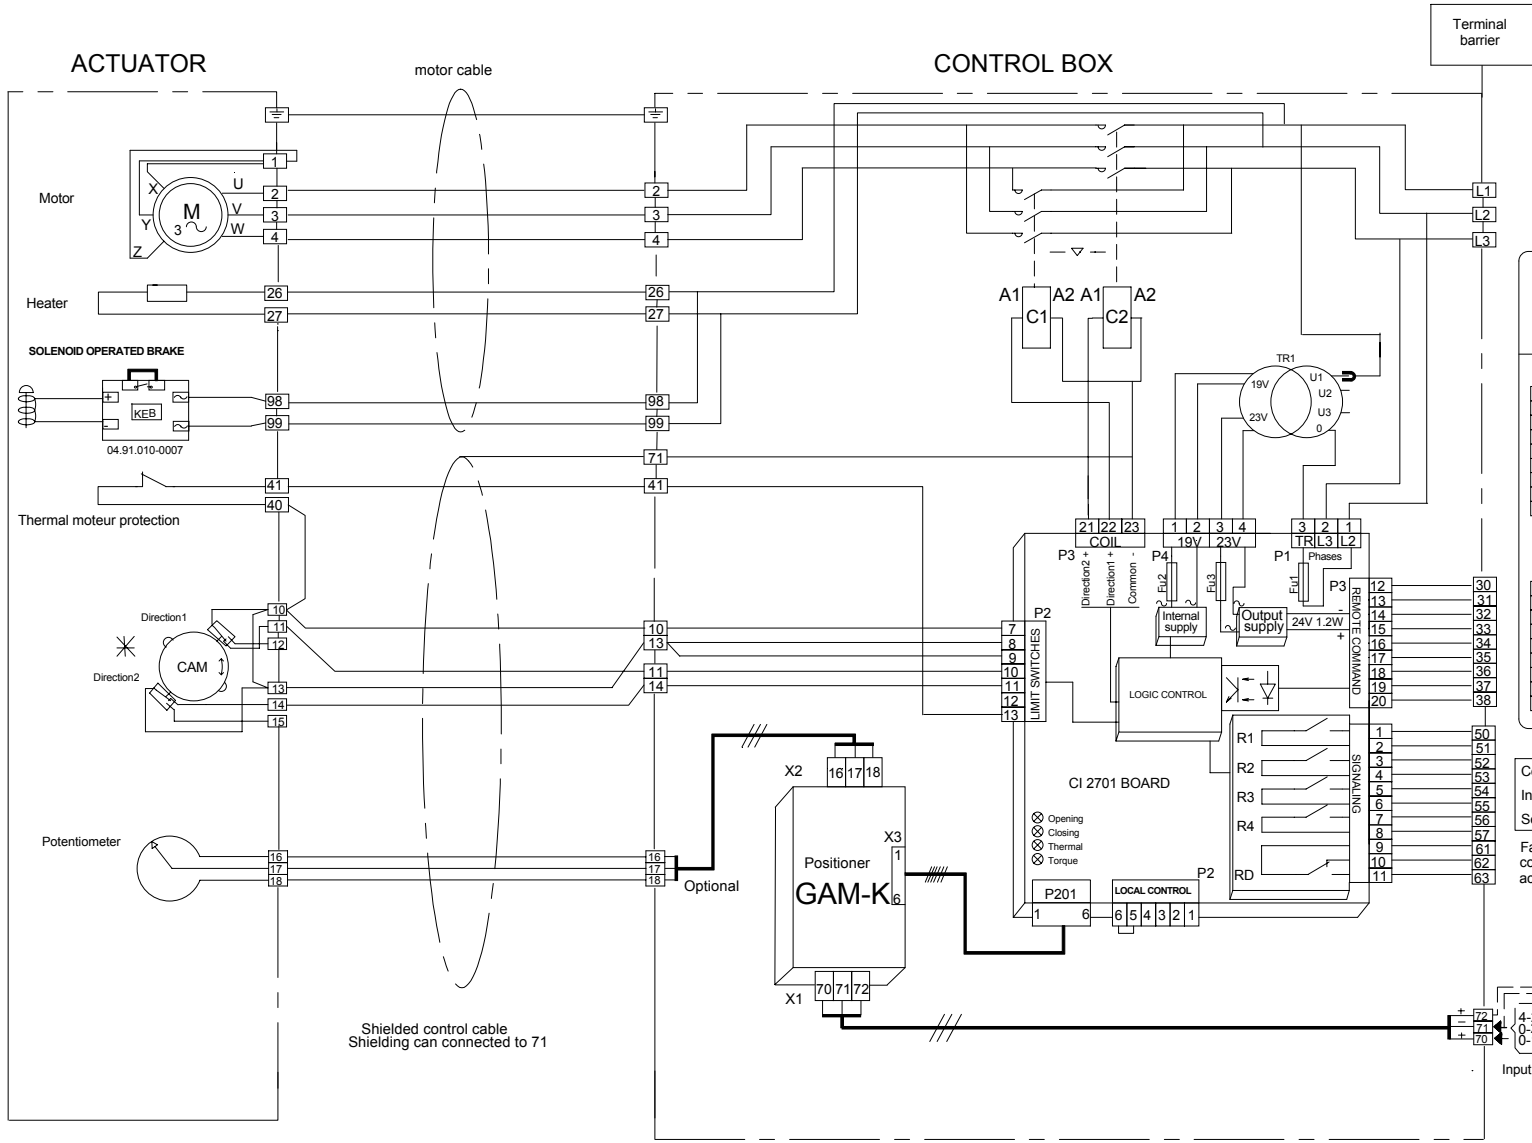 Terminal
barrier
ACTUATOR
motor cable
CONTROL BOX
1
X
U
2
2
L1
Motor
M
3
V
3
3
L2
Y
W
4
4
L3
Z
26
26
A1
A2
A1
A2
Heater
27
27
C1
C2
SOLENOID OPERATED BRAKE
TR1
19V
U1
U2
+
-
KEB
98
98
23V
U3
0
99
99
04.91.010-0007
71
41
41
40
Thermal moteur protection
21 22 23
1 2 3 4
3 2 1
COIL
19V 23V
TR L3 L2
P3
P4
P1
Phases
Direction2 +
Direction1 +
Common -
Fu2
Fu3
Fu1
P3
REMOTE COMMAND
12 30
13 31
14 32
15 33
16 34
17 35
18 36
19 37
20 38
Internal
supply
Output
supply
24V 1.2W
-
+
P2
LIMIT SWITCHES
7
8
9
10
11
12
13
Direction1
10
11
12
10
13
11
14
CAM
Direction2
13
14
15
LOGIC CONTROL
R1
R2
R3
R4
RD
SIGNALING
1 50
2 51
3 52
4 53
5 54
6 55
7 56
8 57
9 61
10 62
11 63
X2
16 17 18
CI 2701 BOARD
Opening
Closing
Thermal
Torque
X3
1
6
Positioner
GAM-K
Potentiometer
16
17
18
16
17
18
Optional
P201
1 6
LOCAL CONTROL
P2
6 5 4 3 2 1
X1
70 71 72
Shielded control cable
Shielding can connected to 71
+ 72
− 71
+ 70
4-
0-
0-
Input
In